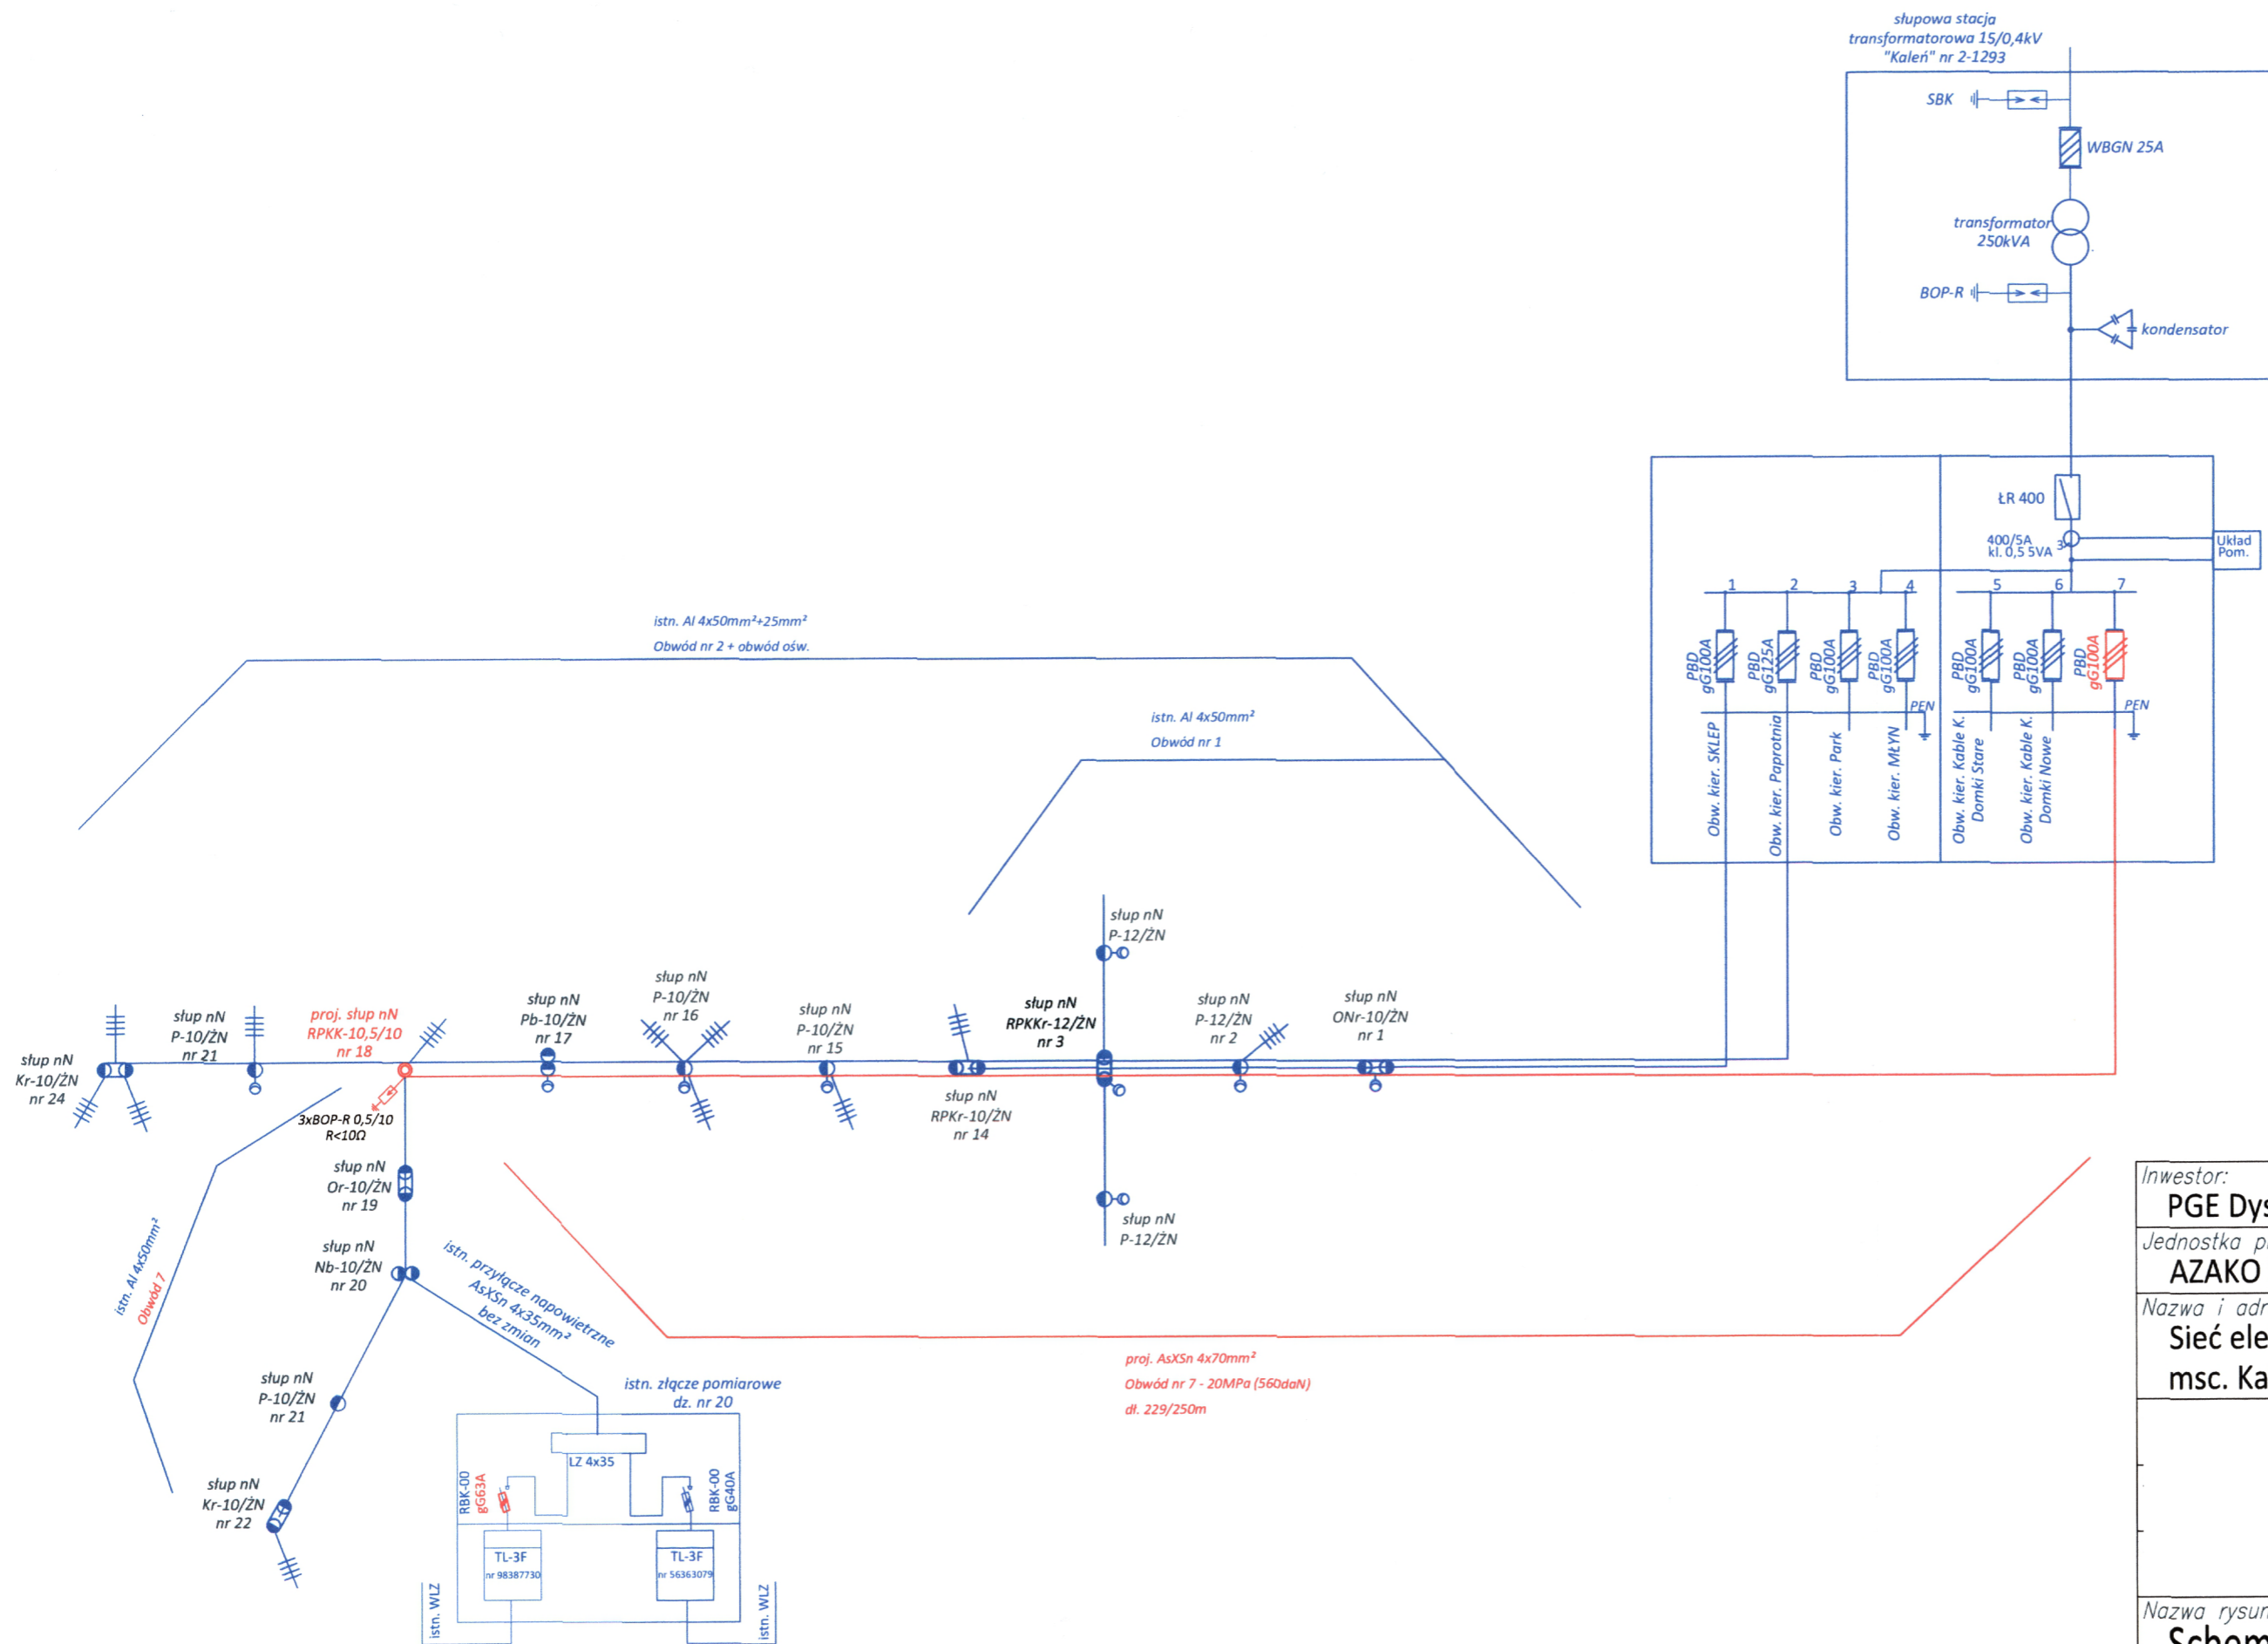 słupowa stacja
transformatorowa 15/0,4kV
"Kaleń" nr 2-1293
SBK
WBGN 25A
transformator
250kVA
BOP-R
kondensator
ŁR 400
400/5A
kl. 0,5 5VA
3
Układ
Pom.
1
2
3
4
5
6
7
PBD
gG100A
PBD
gG125A
PBD
gG100A
PBD
gG100A
PBD
gG100A
PBD
gG100A
PBD
gG100A
PEN
PEN
Obw. kier. SKLEP
Obw. kier. Paprotnia
Obw. kier. Park
Obw. kier. MŁYN
Obw. kier. Kable K.
Domki Stare
Obw. kier. Kable K.
Domki Nowe
istn. Al 4x50mm²+25mm²
Obwód nr 2 + obwód ośw.
istn. Al 4x50mm²
Obwód nr 1
słup nN
P-12/ŻN
słup nN
Kr-10/ŻN
nr 24
słup nN
P-10/ŻN
nr 21
proj. słup nN
RPKK-10,5/10
nr 18
słup nN
Pb-10/ŻN
nr 17
słup nN
P-10/ŻN
nr 16
słup nN
P-10/ŻN
nr 15
słup nN
RPKr-10/ŻN
nr 14
słup nN
RPKKr-12/ŻN
nr 3
słup nN
P-12/ŻN
nr 2
słup nN
ONr-10/ŻN
nr 1
3xBOP-R 0,5/10
R<10Ω
słup nN
Or-10/ŻN
nr 19
słup nN
Nb-10/ŻN
nr 20
słup nN
P-12/ŻN
istn. Al 4x50mm²
Obwód 7
istn. przyłącze napowietrzne
AsXSn 4x35mm²
bez zmian
słup nN
P-10/ŻN
nr 21
słup nN
Kr-10/ŻN
nr 22
proj. AsXSn 4x70mm²
Obwód nr 7 - 20MPa (560daN)
dł. 229/250m
istn. złącze pomiarowe
dz. nr 20
LZ 4x35
RBK-00
gG63A
RBK-00
gG40A
TL-3F
nr 98387730
TL-3F
nr 56363079
istn. WLZ
istn. WLZ
Inwestor:
PGE Dys
Jednostka p
AZAKO
Nazwa i adr
Sieć ele
msc. Ka
Nazwa rysun
Schem